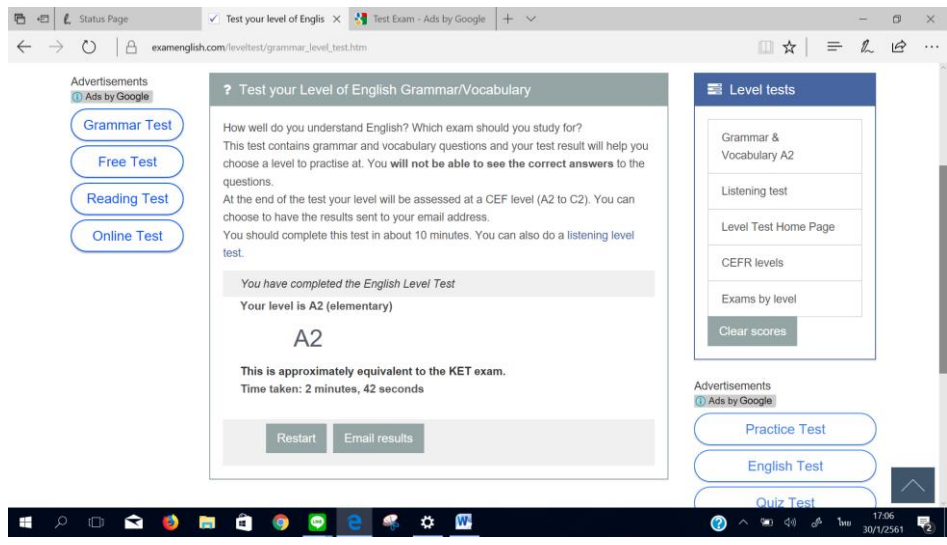 Status Page
Test your level of Englis
Test Exam - Ads by Google
examenglish.com/leveltest/grammar_level_test.htm
Advertisements
Ads by Google
Grammar Test
Free Test
Reading Test
Online Test
? Test your Level of English Grammar/Vocabulary
How well do you understand English? Which exam should you study for?
This test contains grammar and vocabulary questions and your test result will help you
choose a level to practise at. You will not be able to see the correct answers to the
questions.
At the end of the test your level will be assessed at a CEF level (A2 to C2). You can
choose to have the results sent to your email address.
You should complete this test in about 10 minutes. You can also do a listening level
test.
You have completed the English Level Test
Your level is A2 (elementary)
A2
This is approximately equivalent to the KET exam.
Time taken: 2 minutes, 42 seconds
Restart
Email results
Level tests
Grammar &
Vocabulary A2
Listening test
Level Test Home Page
CEFR levels
Exams by level
Clear scores
Advertisements
Ads by Google
Practice Test
English Test
Quiz Test
ไทย
17:06
30/1/2561